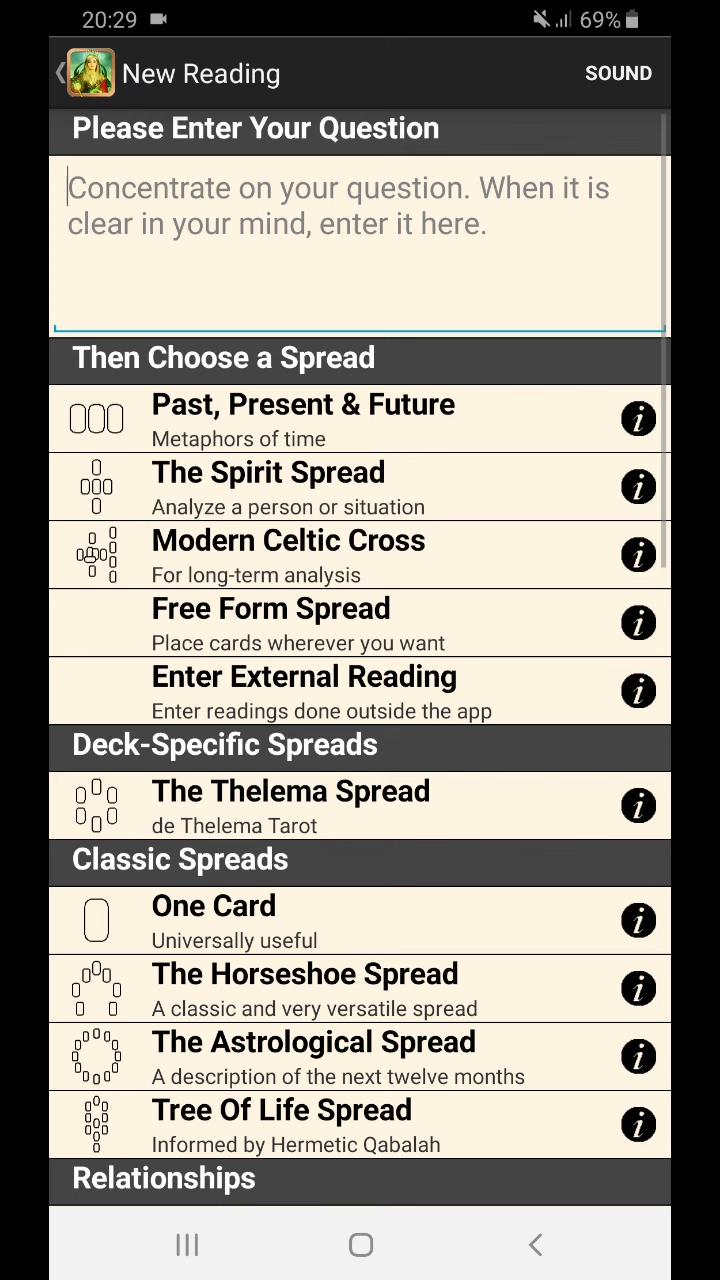 20:29
69%
New Reading
SOUND
Please Enter Your Question
Concentrate on your question. When it is
clear in your mind, enter it here.
Then Choose a Spread
Past, Present & Future
Metaphors of time
The Spirit Spread
Analyze a person or situation
Modern Celtic Cross
For long-term analysis
Free Form Spread
Place cards wherever you want
Enter External Reading
Enter readings done outside the app
Deck-Specific Spreads
The Thelema Spread
de Thelema Tarot
Classic Spreads
One Card
Universally useful
The Horseshoe Spread
A classic and very versatile spread
The Astrological Spread
A description of the next twelve months
Tree Of Life Spread
Informed by Hermetic Qabalah
Relationships